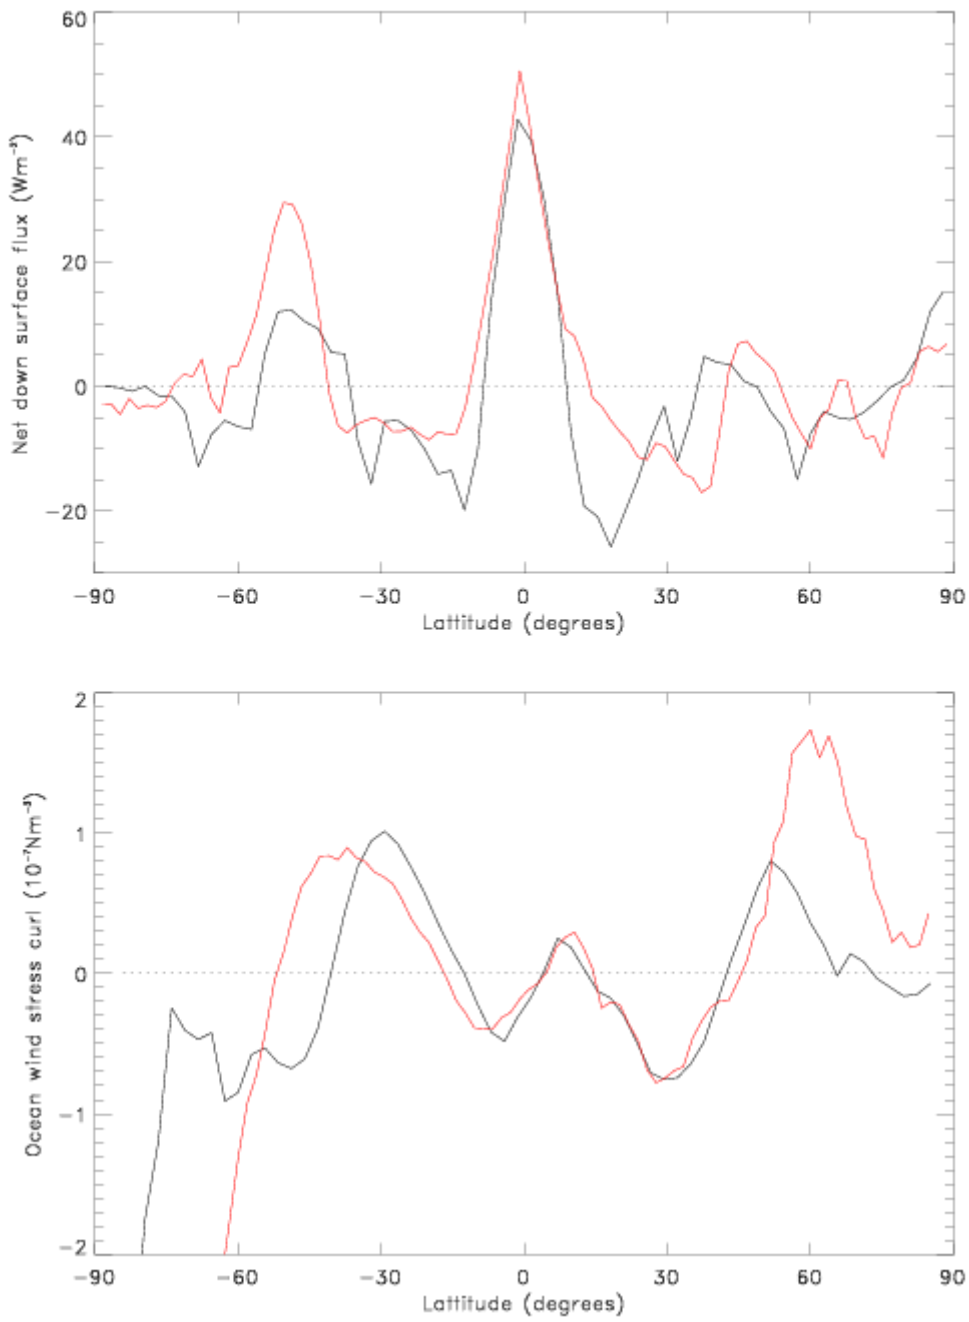 60
40
20
0
−20
Net down surface flux (Wm⁻²)
−90 −60 −30 0 30 60 90
Lattitude (degrees)
2
1
0
−1
−2
Ocean wind stress curl (10⁻⁷Nm⁻³)
−90 −60 −30 0 30 60 90
Lattitude (degrees)